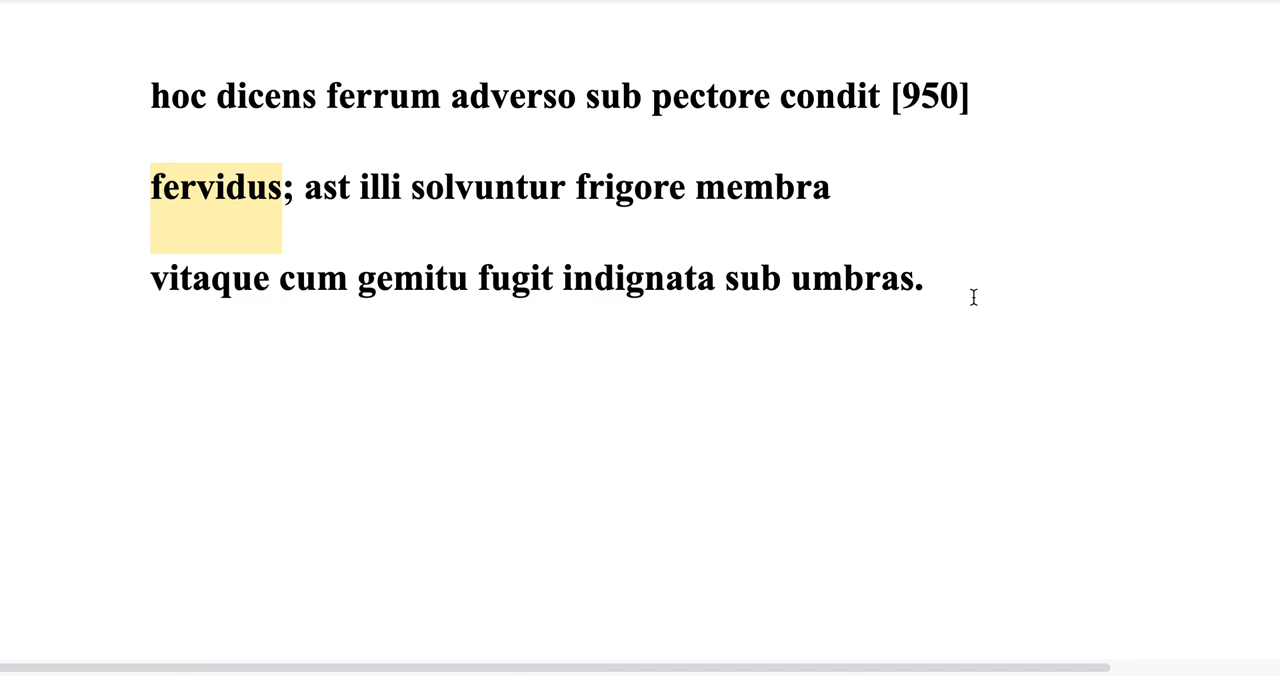 hoc dicens ferrum adverso sub pectore condit [950]
fervidus; ast illi solvuntur frigore membra
vitaque cum gemitu fugit indignata sub umbras.